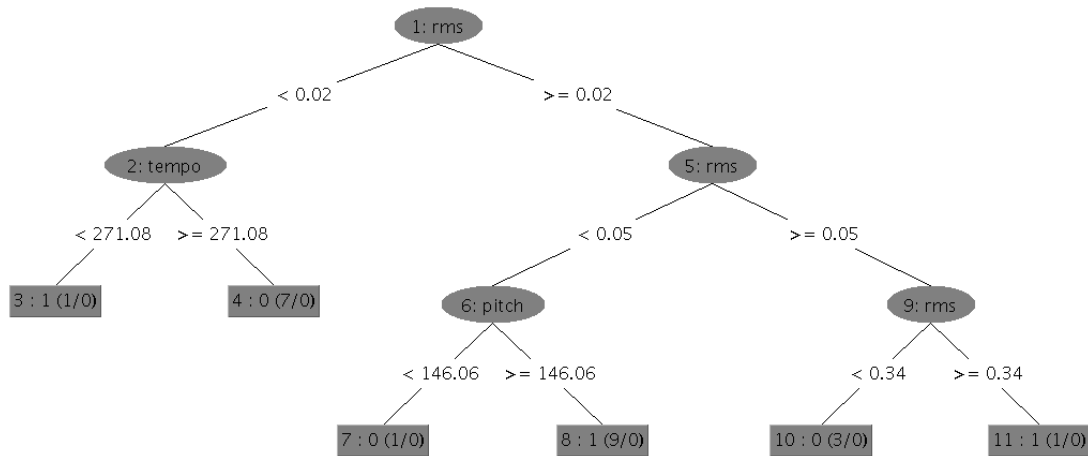 1: rms
< 0.02
>= 0.02
2: tempo
5: rms
< 271.08
>= 271.08
< 0.05
>= 0.05
3 : 1 (1/0)
4 : 0 (7/0)
6: pitch
9: rms
< 146.06
>= 146.06
< 0.34
>= 0.34
7 : 0 (1/0)
8 : 1 (9/0)
10 : 0 (3/0)
11 : 1 (1/0)